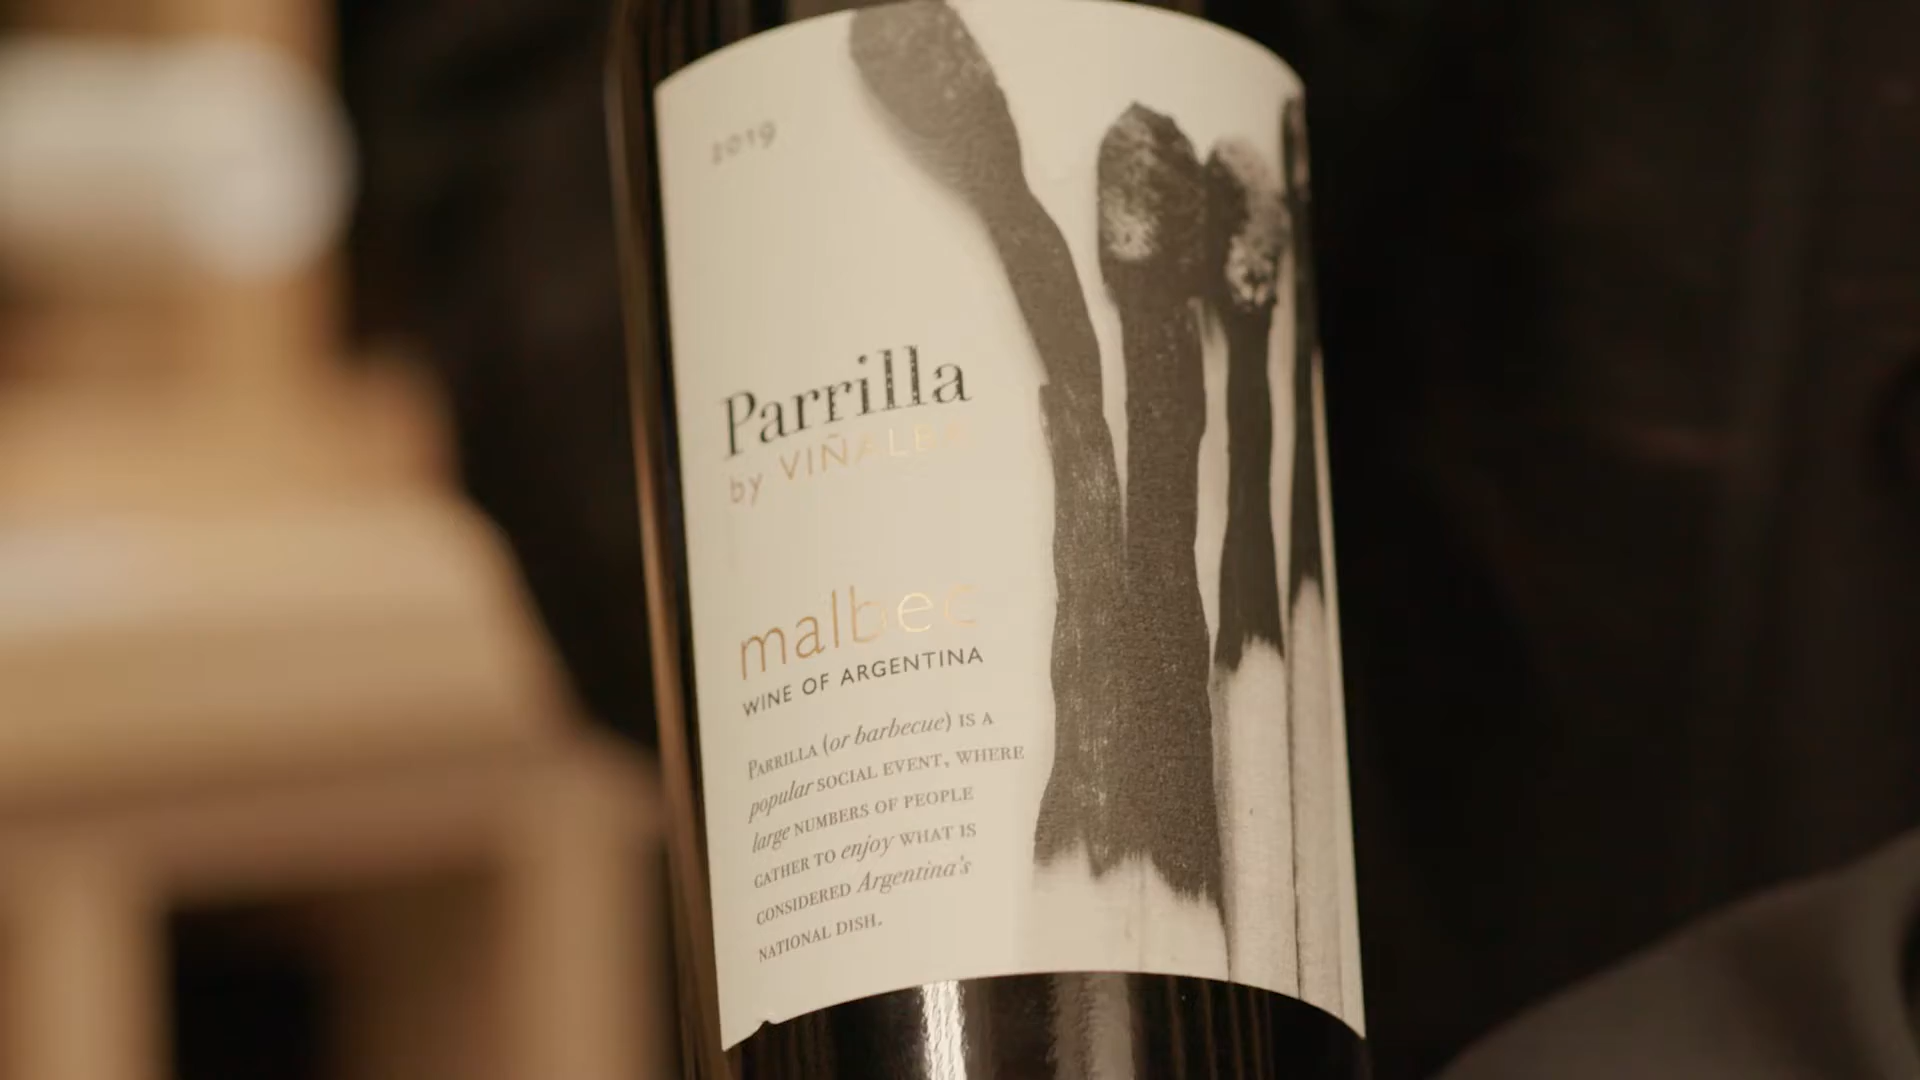 2019
Parrilla
by VIÑALBA
malbec
WINE OF ARGENTINA
PARRILLA (or barbecue) IS A
popular SOCIAL EVENT, WHERE
large NUMBERS OF PEOPLE
GATHER TO enjoy WHAT IS
CONSIDERED Argentina's
NATIONAL DISH.